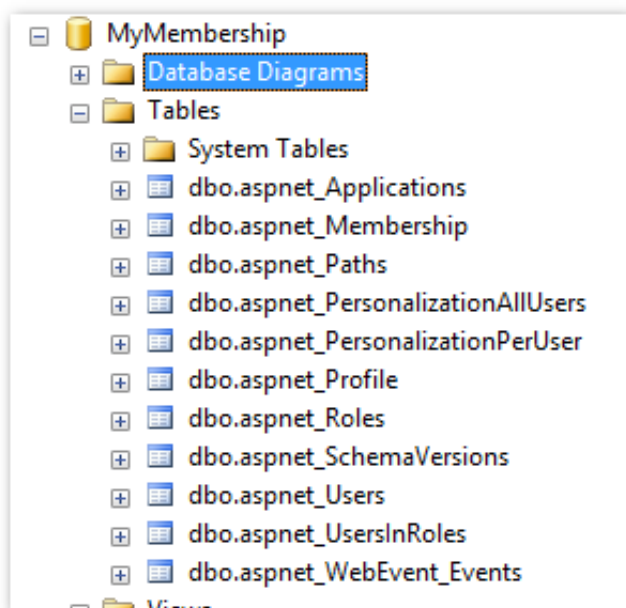 MyMembership
Database Diagrams
Tables
System Tables
dbo.aspnet_Applications
dbo.aspnet_Membership
dbo.aspnet_Paths
dbo.aspnet_PersonalizationAllUsers
dbo.aspnet_PersonalizationPerUser
dbo.aspnet_Profile
dbo.aspnet_Roles
dbo.aspnet_SchemaVersions
dbo.aspnet_Users
dbo.aspnet_UsersInRoles
dbo.aspnet_WebEvent_Events
Views